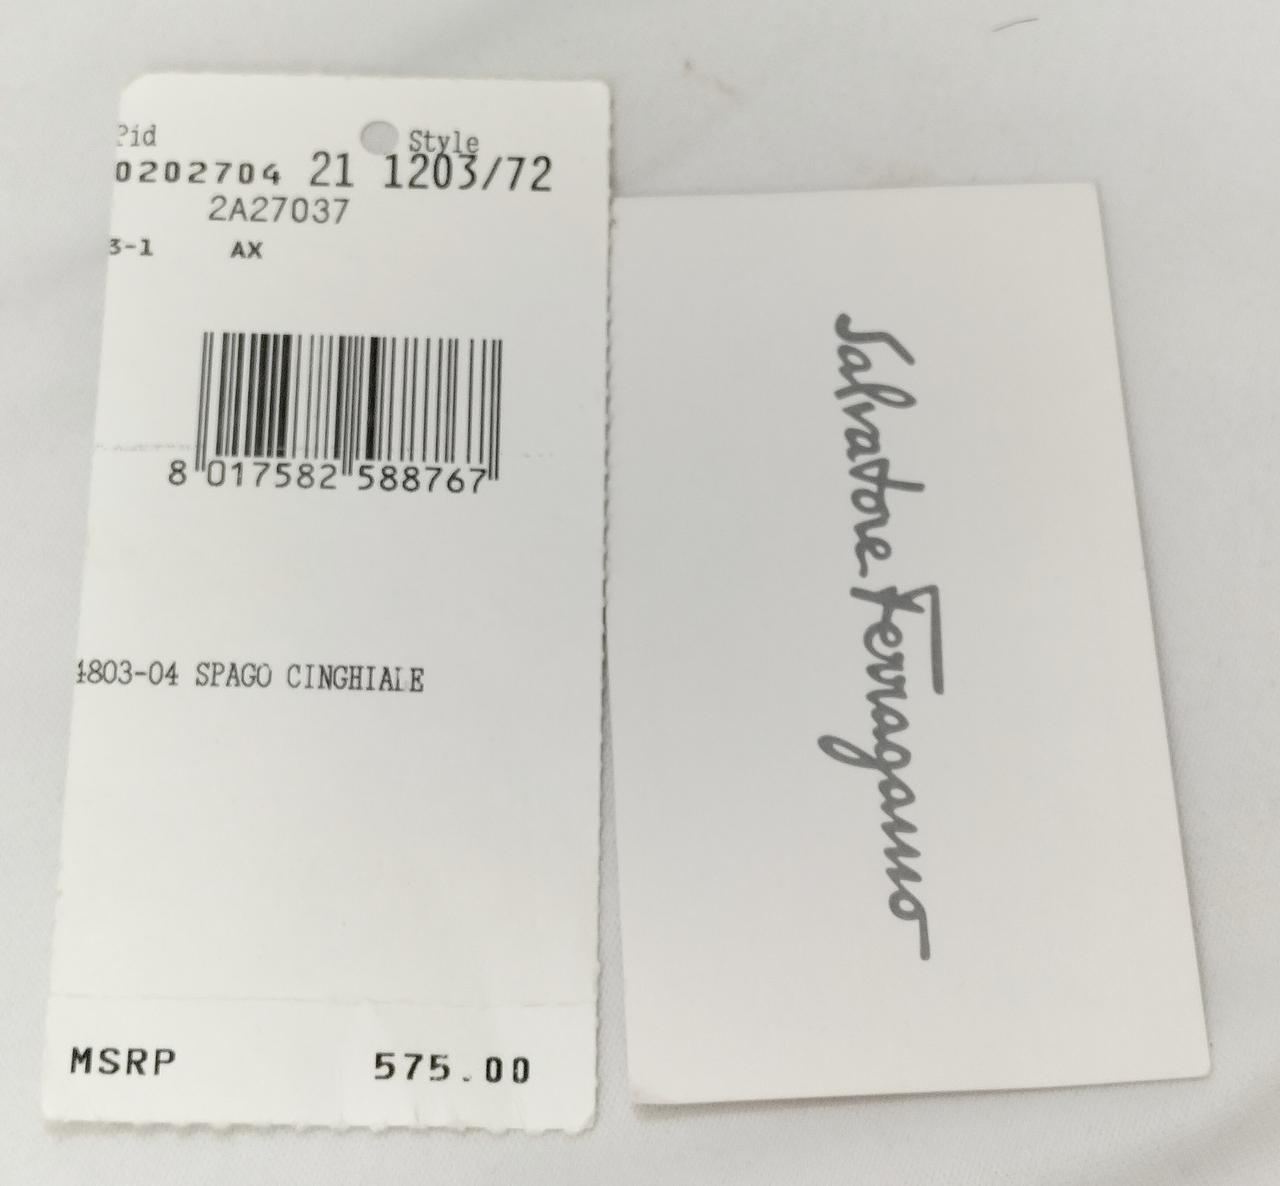 Pid Style
0202704 21 1203/72
2A27037
3-1 AX
8 017582 588767
4803-04 SPAGO CINGHIALE
MSRP 575.00
Salvatore Ferragamo